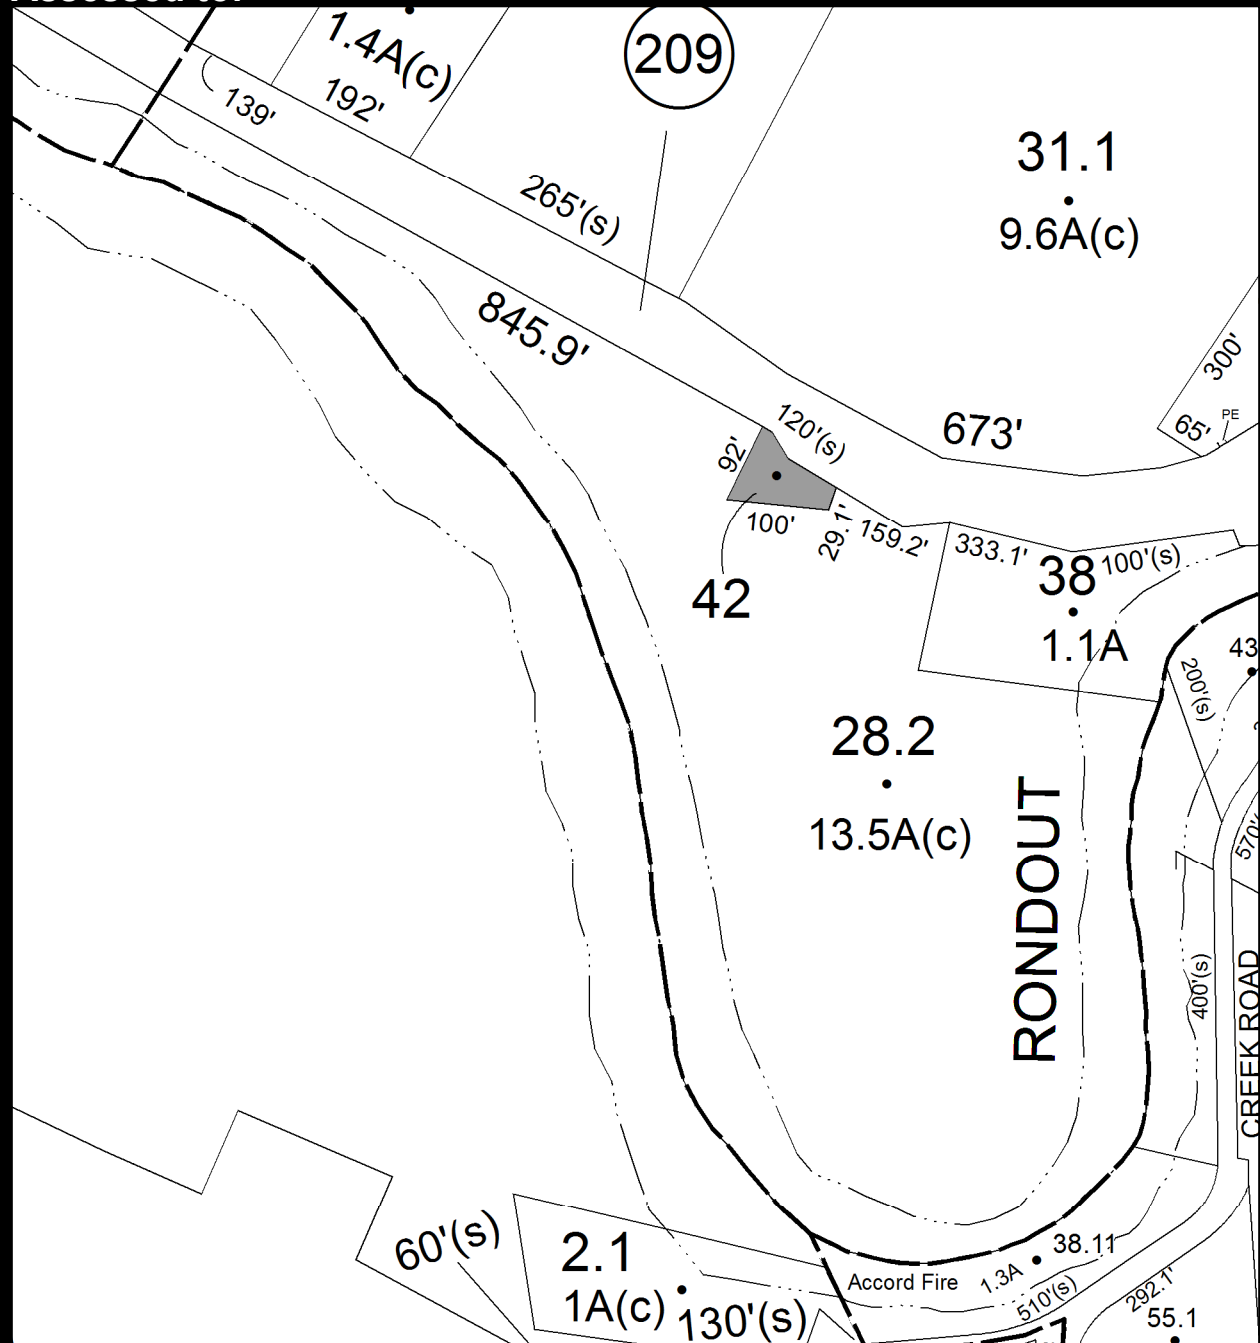 1.4A(c)
209
192'
139'
31.1
265'(s)
9.6A(c)
845.9'
300'
120'(s)
673'
65'
PE
92'
100'
29.1'
159.2'
333.1'
38
100'(s)
42
1.1A
43
200'(s)
28.2
13.5A(c)
RONDOUT
570'
400'(s)
CREEK ROAD
60'(s)
2.1
38.11
1A(c)
130'(s)
Accord Fire
1.3A
510'(s)
292.1'
55.1